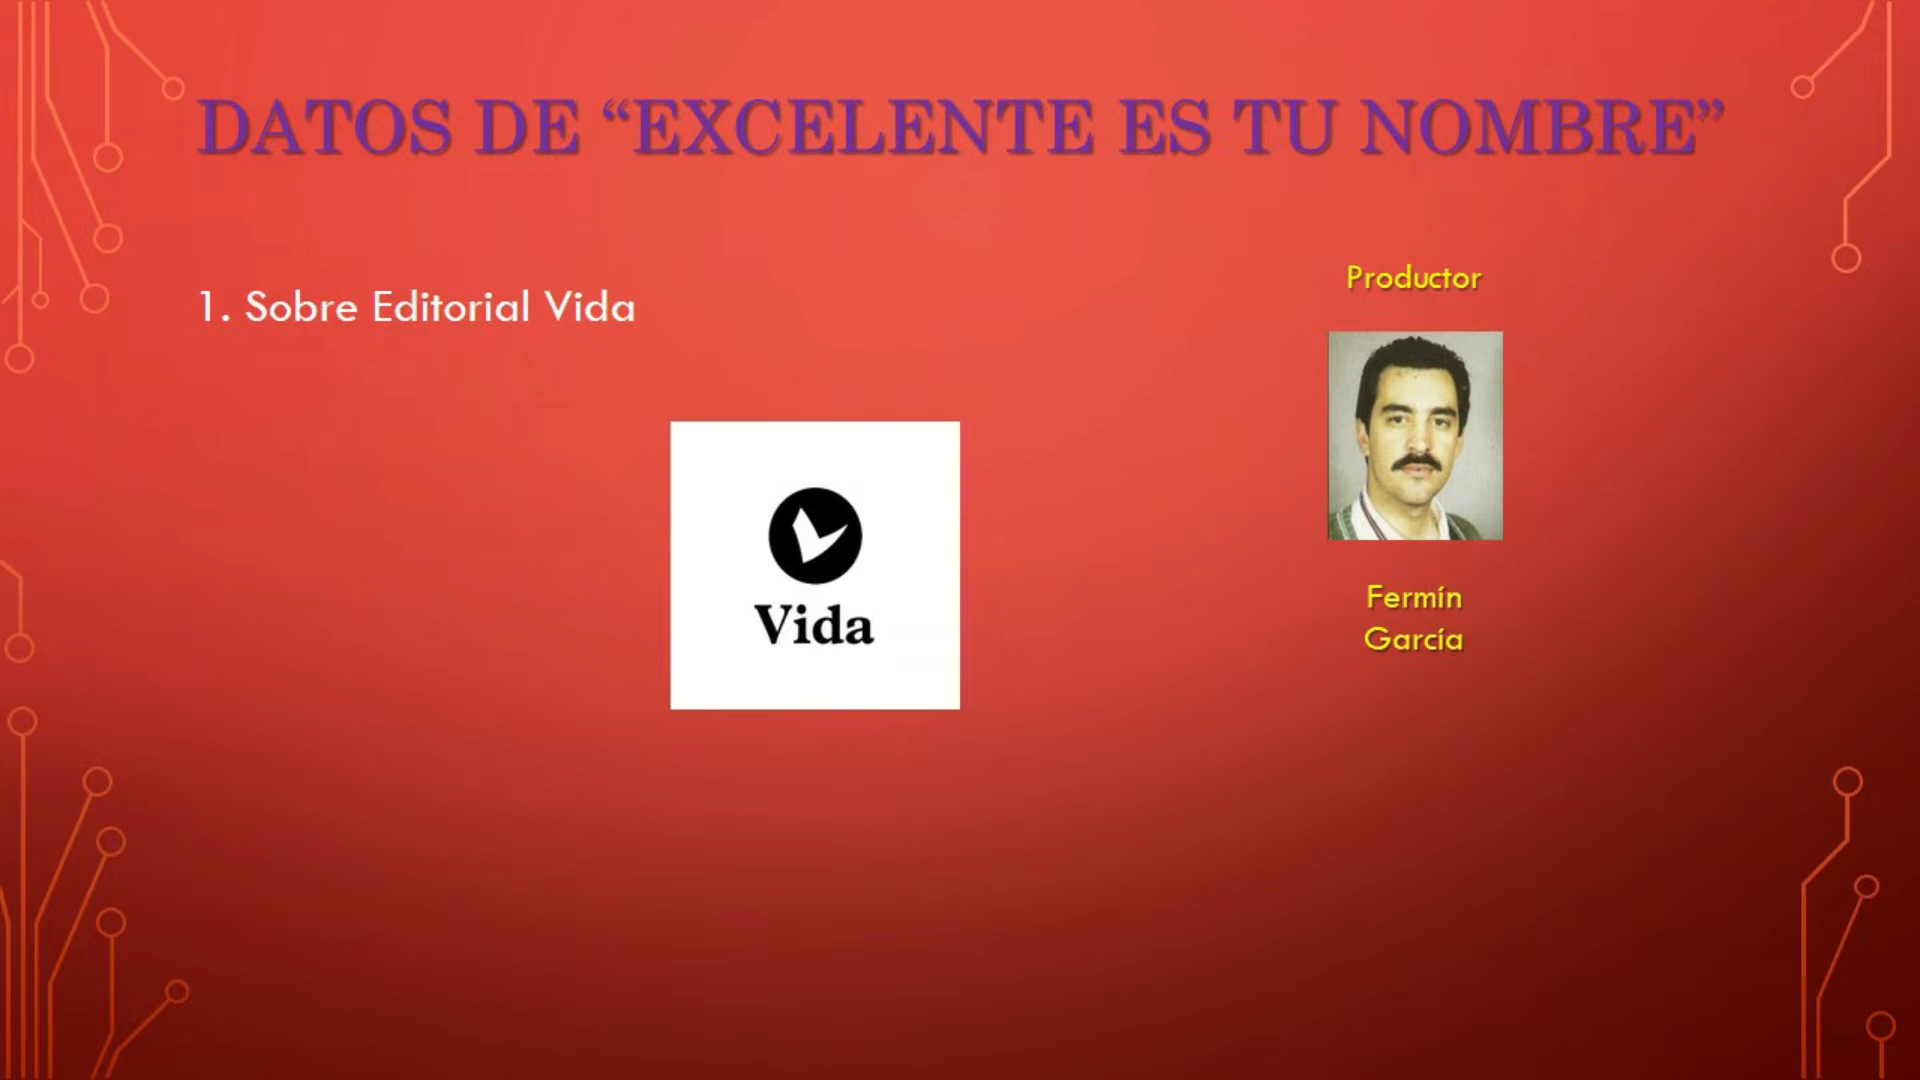 DATOS DE “EXCELENTE ES TU NOMBRE”
1. Sobre Editorial Vida
Vida
Productor
Fermín
García